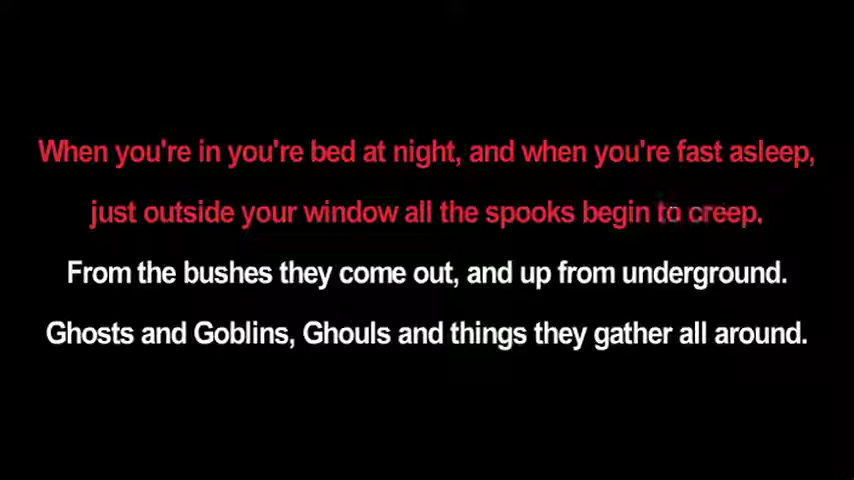 When you're in you're bed at night, and when you're fast asleep,
just outside your window all the spooks begin to creep.
From the bushes they come out, and up from underground.
Ghosts and Goblins, Ghouls and things they gather all around.